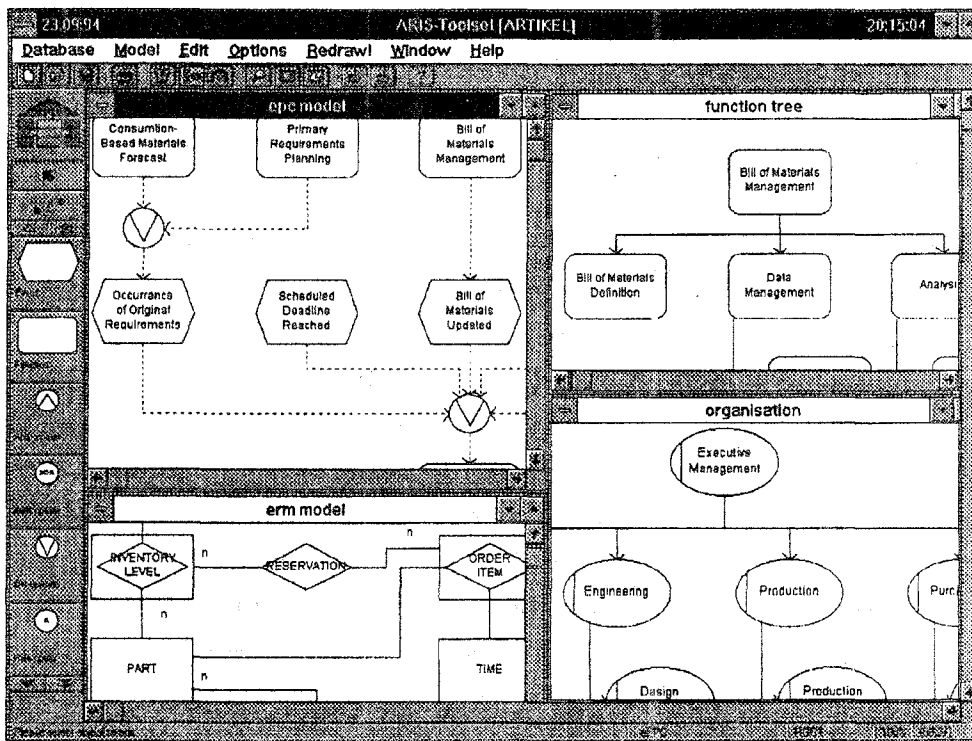 23.09.94 ARIS-Toolset [ARTIKEL] 20:15:04
Database Model Edit Options Redraw! Window Help
epc model
Consumtion-
Based Materials
Forecast
Primary
Requirements
Planning
Bill of
Materials
Management
Occurrance
of Original
Requirements
Scheduled
Deadline
Reached
Bill of
Materials
Updated
function tree
Bill of Materials
Management
Bill of Materials
Definition
Data
Management
Analysi
erm model
INVENTORY
LEVEL
n
RESERVATION
n
ORDER
ITEM
n
PART
n
TIME
organisation
Executive
Management
Engineering
Production
Purc
Design
Production